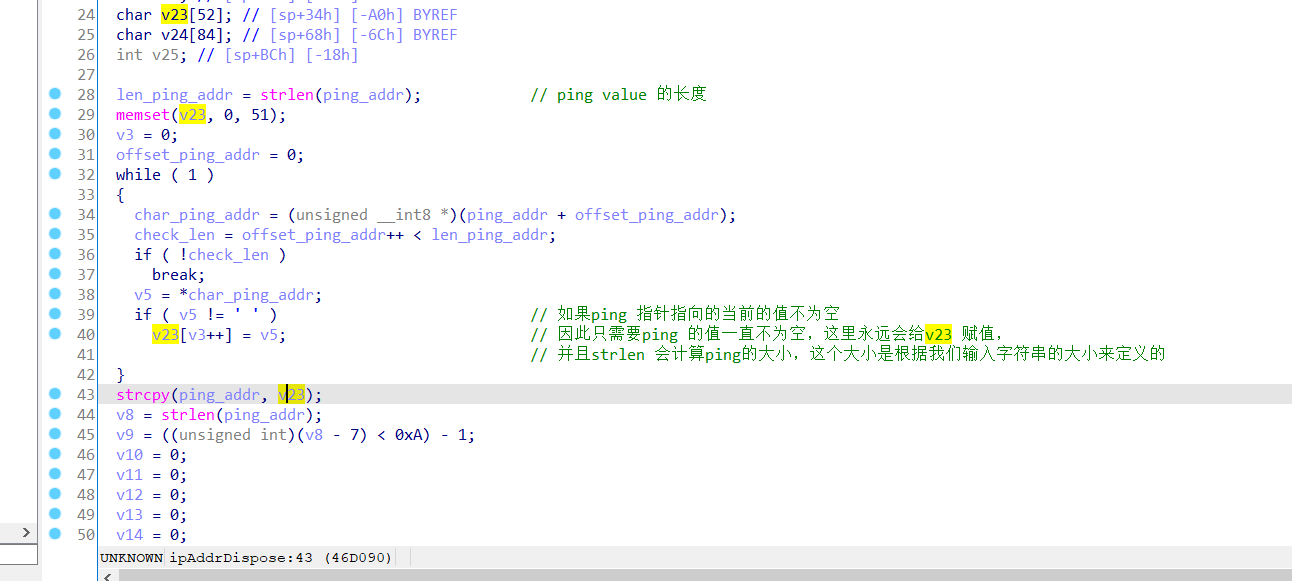 24 char v23[52]; // [sp+34h] [-A0h] BYREF
25 char v24[84]; // [sp+68h] [-6Ch] BYREF
26 int v25; // [sp+BCh] [-18h]
27
28 len_ping_addr = strlen(ping_addr); // ping value 的长度
29 memset(v23, 0, 51);
30 v3 = 0;
31 offset_ping_addr = 0;
32 while ( 1 )
33 {
34 char_ping_addr = (unsigned __int8 *)(ping_addr + offset_ping_addr);
35 check_len = offset_ping_addr++ < len_ping_addr;
36 if ( !check_len )
37 break;
38 v5 = *char_ping_addr;
39 if ( v5 != ' ' ) // 如果ping 指针指向的当前的值不为空
40 v23[v3++] = v5; // 因此只需要ping 的值一直不为空，这里永远会给v23 赋值，
41 // 并且strlen 会计算ping的大小，这个大小是根据我们输入字符串的大小来定义的
42 }
43 strcpy(ping_addr, v23);
44 v8 = strlen(ping_addr);
45 v9 = ((unsigned int)(v8 - 7) < 0xA) - 1;
46 v10 = 0;
47 v11 = 0;
48 v12 = 0;
49 v13 = 0;
50 v14 = 0;
UNKNOWN ipAddrDispose:43 (46D090)